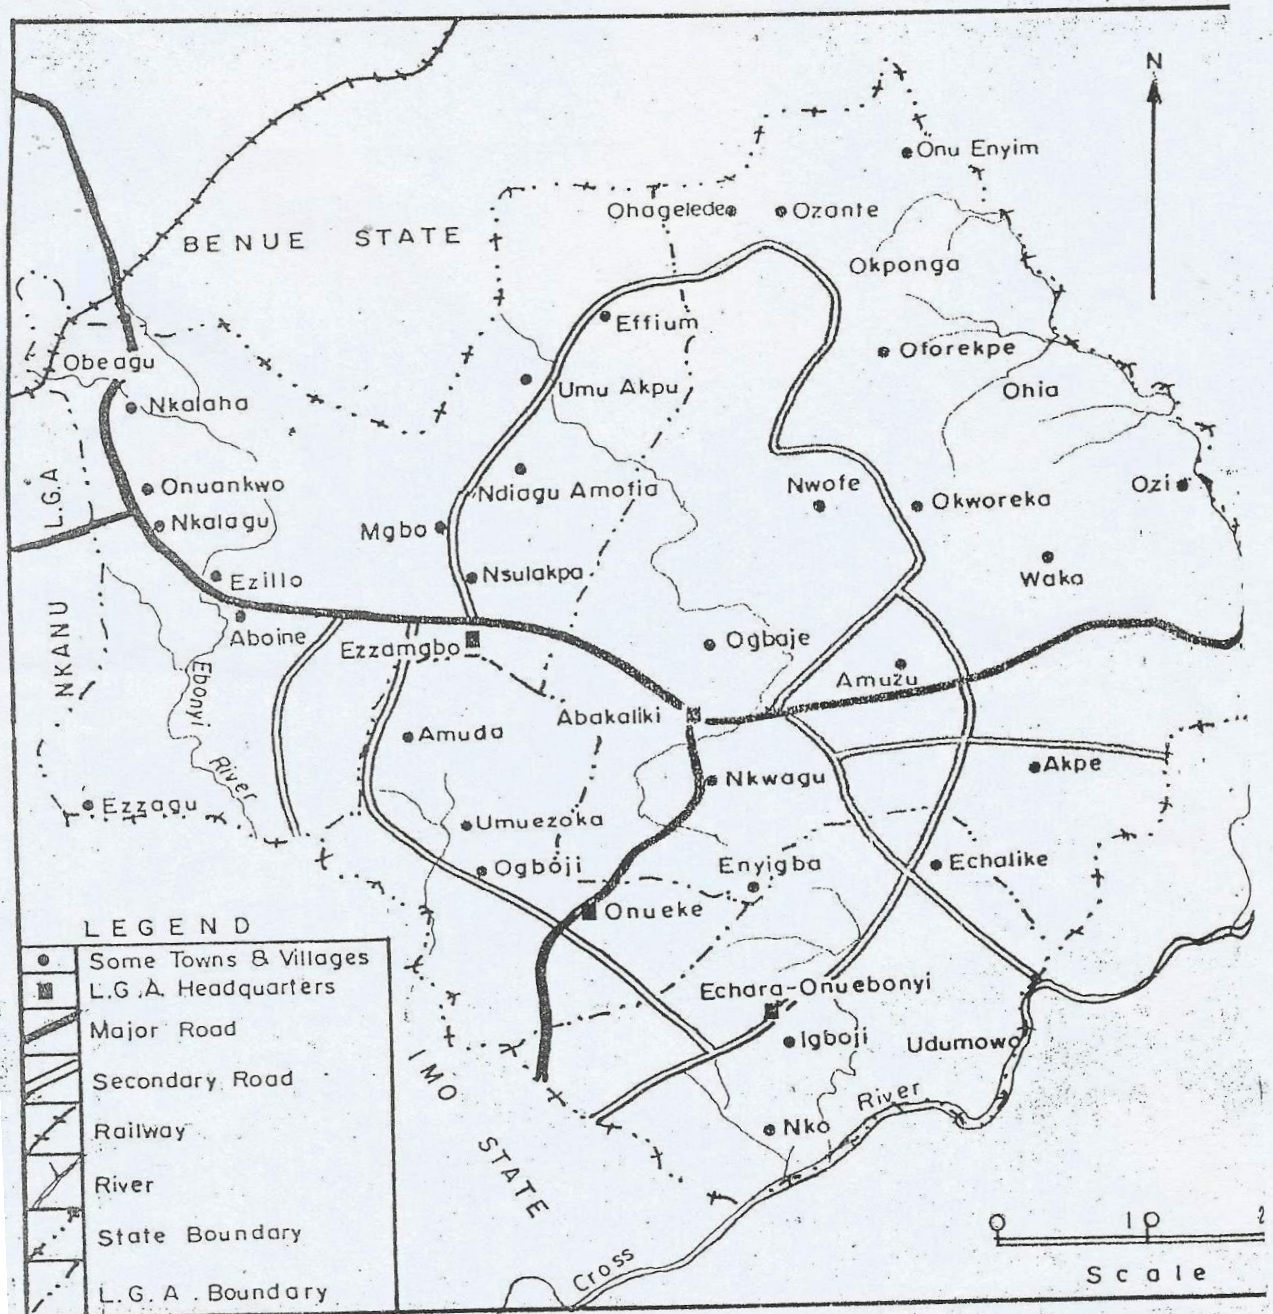 N
Onu Enyim
Ohagelede
Ozante
BENUE STATE
Okponga
Effium
Oforekpe
Obeagu
Umu Akpu
Ohia
Nkalaha
L.G.A
Onuankwo
Ndiagu Amofia
Nwofe
Okworeka
Ozi
Nkalagu
Mgbo
Ezillo
Nsulakpa
Waka
NKANU
Aboine
Ezzamgbo
Ogbaje
Ebonyi
River
Amuzu
Abakaliki
Amuda
Nkwagu
Akpe
Ezzagu
Umuezoka
Ogboji
Enyigba
Echalike
Onueke
Echara-Onuebonyi
Igboji
Udumowo
IMO
STATE
Nko
River
Cross
LEGEND
Some Towns & Villages
L.G.A. Headquarters
Major Road
Secondary Road
Railway
River
State Boundary
L.G.A. Boundary
0 10
Scale